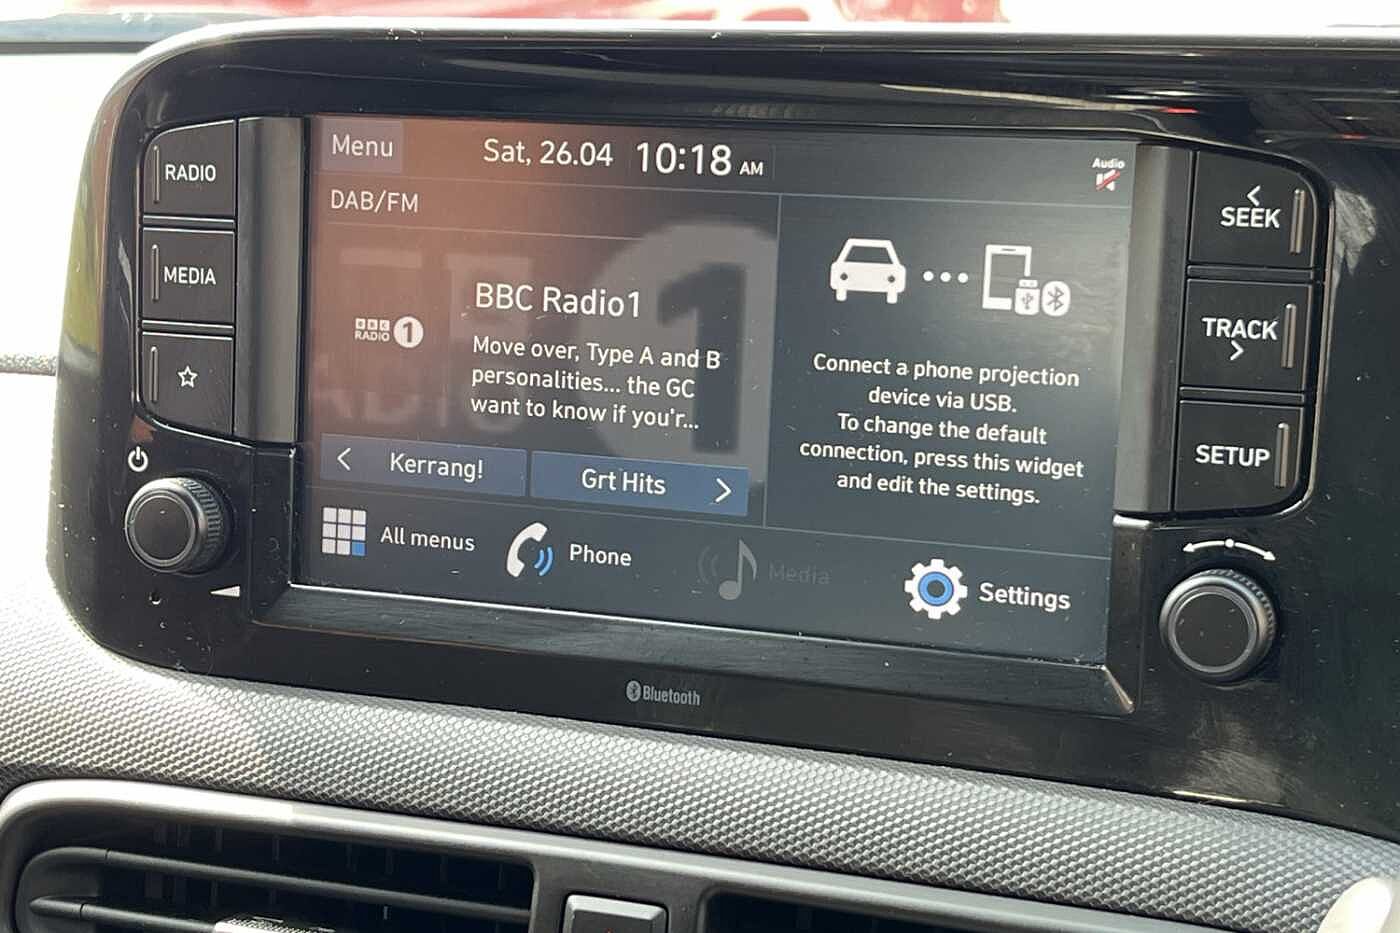 Menu
Sat, 26.04 10:18 AM
Audio
DAB/FM
BBC Radio1
BBC
RADIO 1
1
Move over, Type A and B
personalities... the GC
want to know if you'r...
Kerrang!
Grt Hits
Connect a phone projection
device via USB.
To change the default
connection, press this widget
and edit the settings.
All menus
Phone
Media
Settings
RADIO
MEDIA
SEEK
TRACK
SETUP
Bluetooth